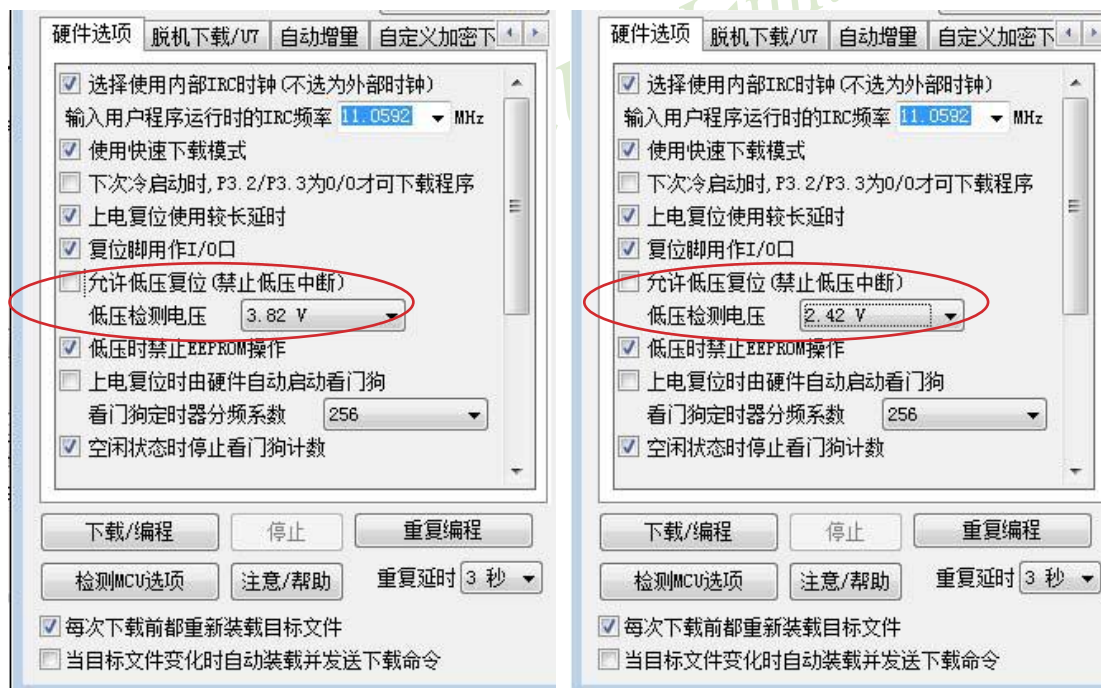 硬件选项 脱机下载/U7 自动增量 自定义加密下
选择使用内部IRC时钟(不选为外部时钟)
输入用户程序运行时的IRC频率 11.0592 MHz
使用快速下载模式
下次冷启动时,P3.2/P3.3为0/0才可下载程序
上电复位使用较长延时
复位脚用作I/O口
允许低压复位(禁止低压中断)
低压检测电压 3.82 V
低压时禁止EEPROM操作
上电复位时由硬件自动启动看门狗
看门狗定时器分频系数 256
空闲状态时停止看门狗计数
下载/编程 停止 重复编程
检测MCU选项 注意/帮助 重复延时 3 秒
每次下载前都重新装载目标文件
当目标文件变化时自动装载并发送下载命令
硬件选项 脱机下载/U7 自动增量 自定义加密下
选择使用内部IRC时钟(不选为外部时钟)
输入用户程序运行时的IRC频率 11.0592 MHz
使用快速下载模式
下次冷启动时,P3.2/P3.3为0/0才可下载程序
上电复位使用较长延时
复位脚用作I/O口
允许低压复位(禁止低压中断)
低压检测电压 2.42 V
低压时禁止EEPROM操作
上电复位时由硬件自动启动看门狗
看门狗定时器分频系数 256
空闲状态时停止看门狗计数
下载/编程 停止 重复编程
检测MCU选项 注意/帮助 重复延时 3 秒
每次下载前都重新装载目标文件
当目标文件变化时自动装载并发送下载命令